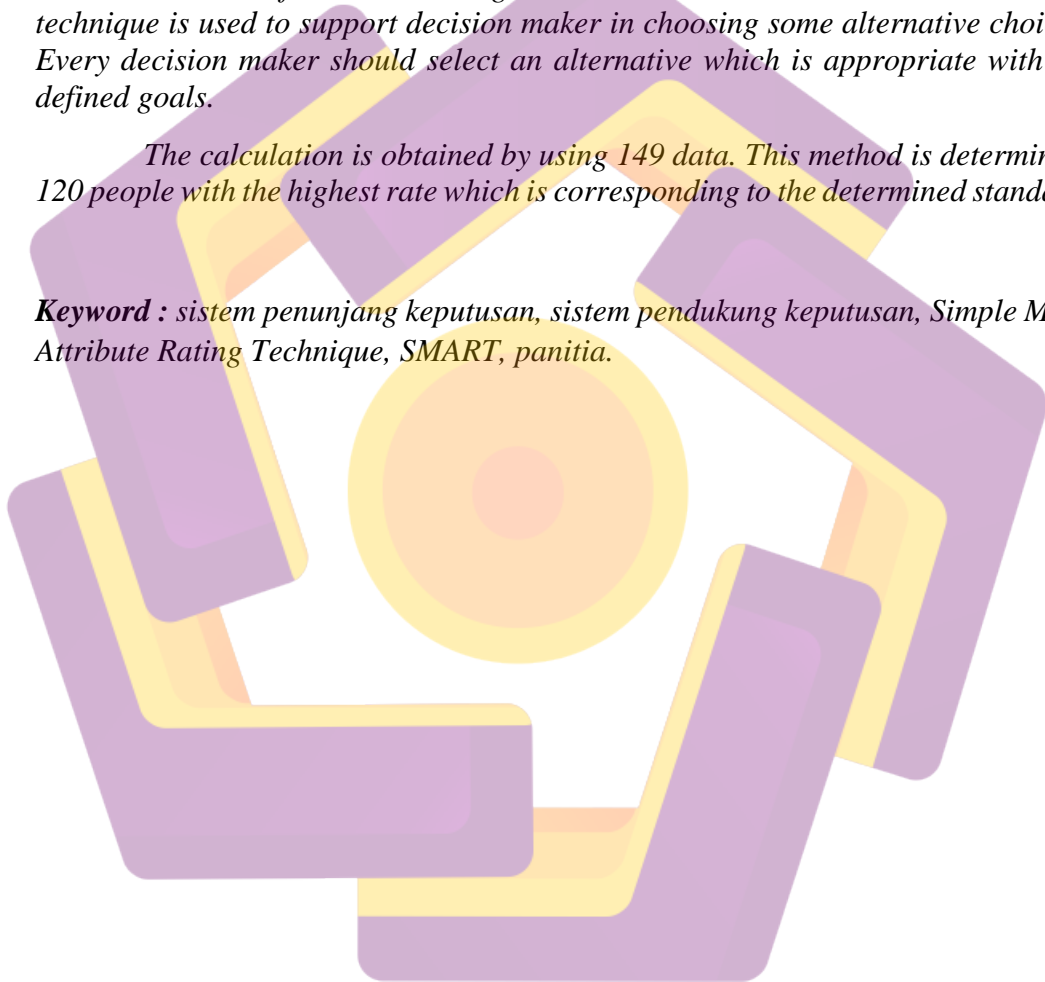 technique is used to support decision maker in choosing some alternative choi
Every decision maker should select an alternative which is appropriate with
defined goals.
The calculation is obtained by using 149 data. This method is determin
120 people with the highest rate which is corresponding to the determined stand
Keyword : sistem penunjang keputusan, sistem pendukung keputusan, Simple M
Attribute Rating Technique, SMART, panitia.